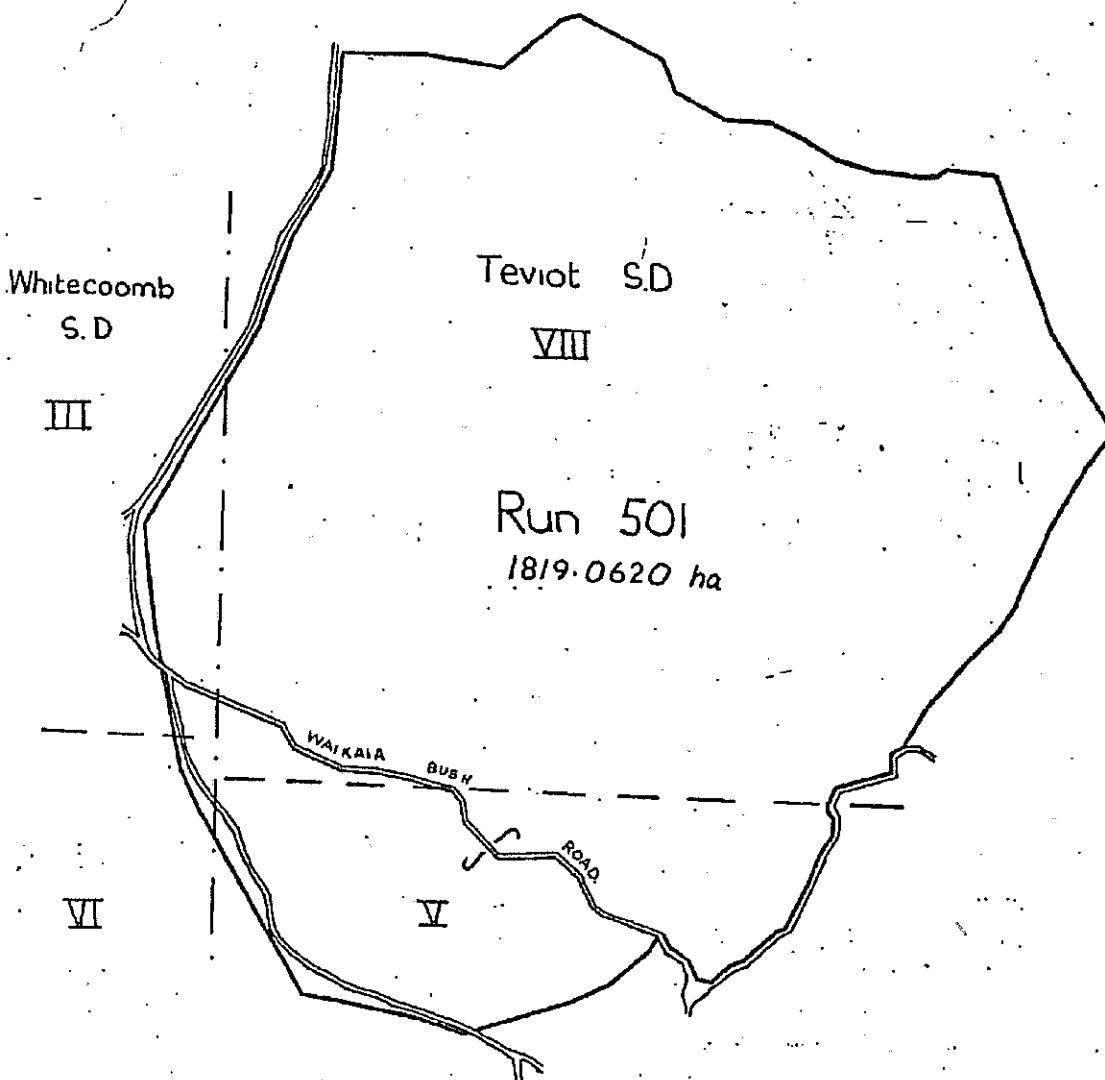 Whitecoomb
S.D
III
Teviot S.D
VIII
Run 501
1819.0620 ha
WAIKAIA BUSH ROAD
VI
V